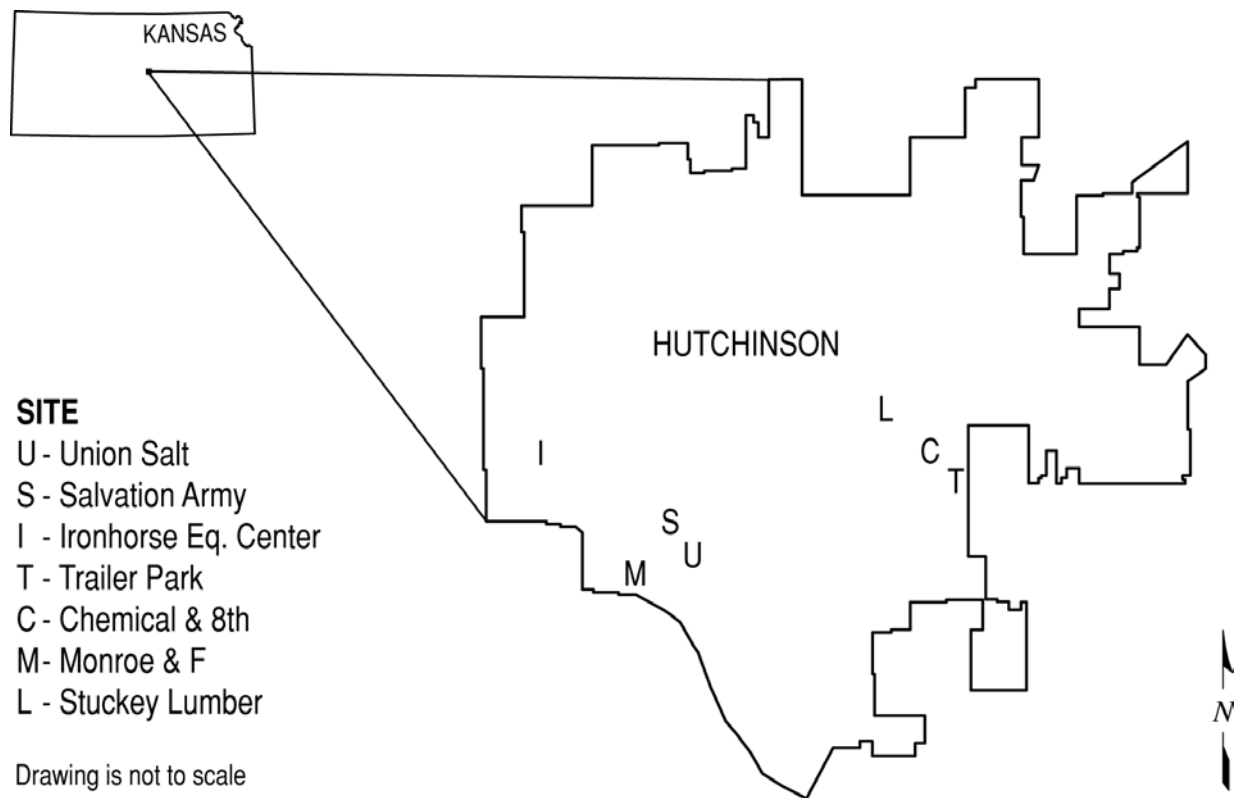 KANSAS
HUTCHINSON
L
C
T
I
S
U
M
SITE
U - Union Salt
S - Salvation Army
I - Ironhorse Eq. Center
T - Trailer Park
C - Chemical & 8th
M - Monroe & F
L - Stuckey Lumber
N
Drawing is not to scale